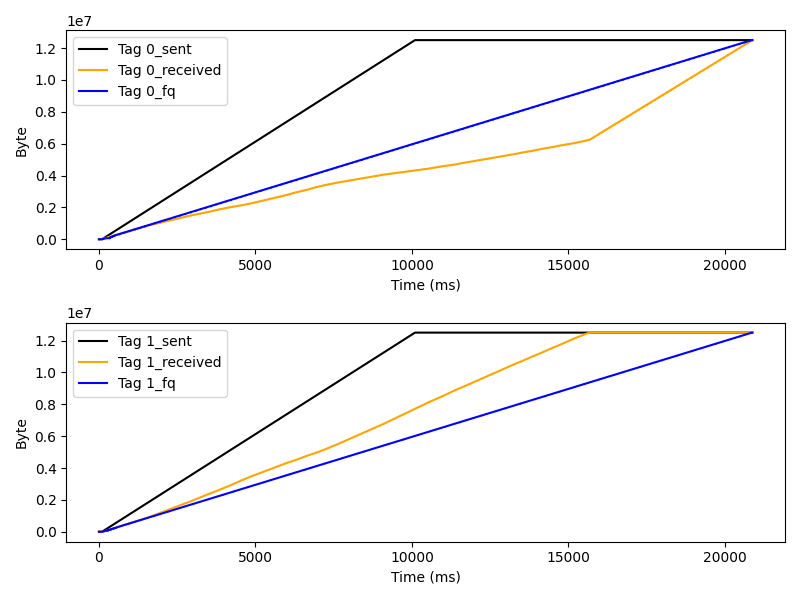 1e7
Tag 0_sent
Tag 0_received
Tag 0_fq
1.2
1.0
0.8
0.6
0.4
0.2
0.0
Byte
0 5000 10000 15000 20000
Time (ms)
1e7
Tag 1_sent
Tag 1_received
Tag 1_fq
1.2
1.0
0.8
0.6
0.4
0.2
0.0
Byte
0 5000 10000 15000 20000
Time (ms)